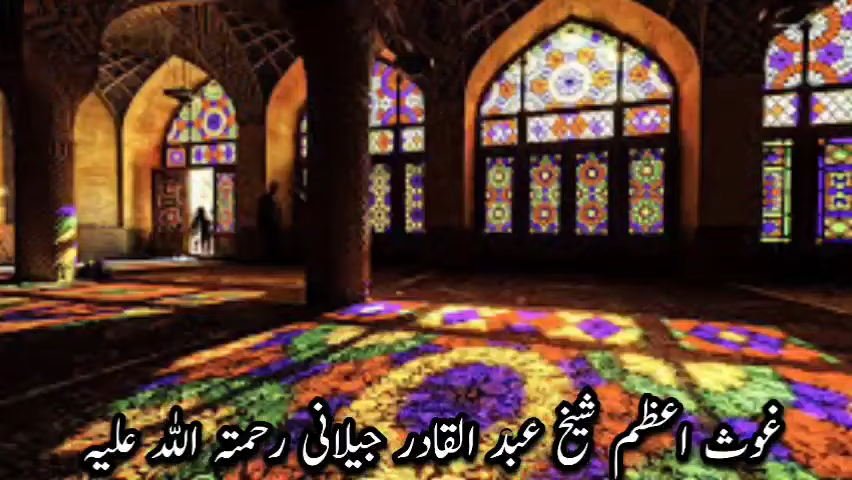 غوث اعظم شیخ عبد القادر جیلانی رحمتہ اللہ علیہ